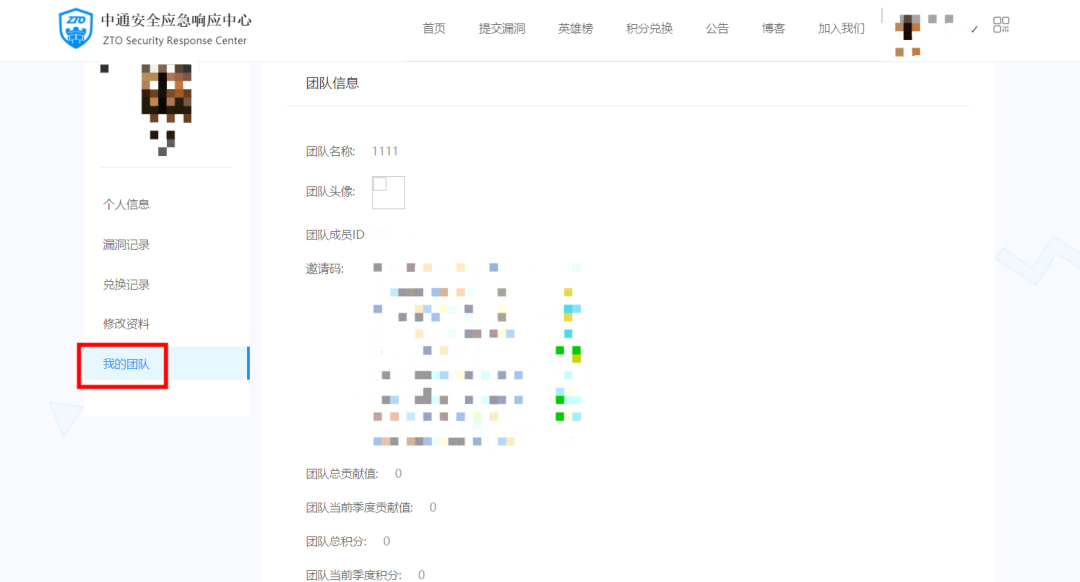 ZTO
中通安全应急响应中心
ZTO Security Response Center
首页 提交漏洞 英雄榜 积分兑换 公告 博客 加入我们
个人信息
漏洞记录
兑换记录
修改资料
我的团队
团队信息
团队名称: 1111
团队头像:
团队成员ID
邀请码:
团队总贡献值: 0
团队当前季度贡献值: 0
团队总积分: 0
团队当前季度积分: 0